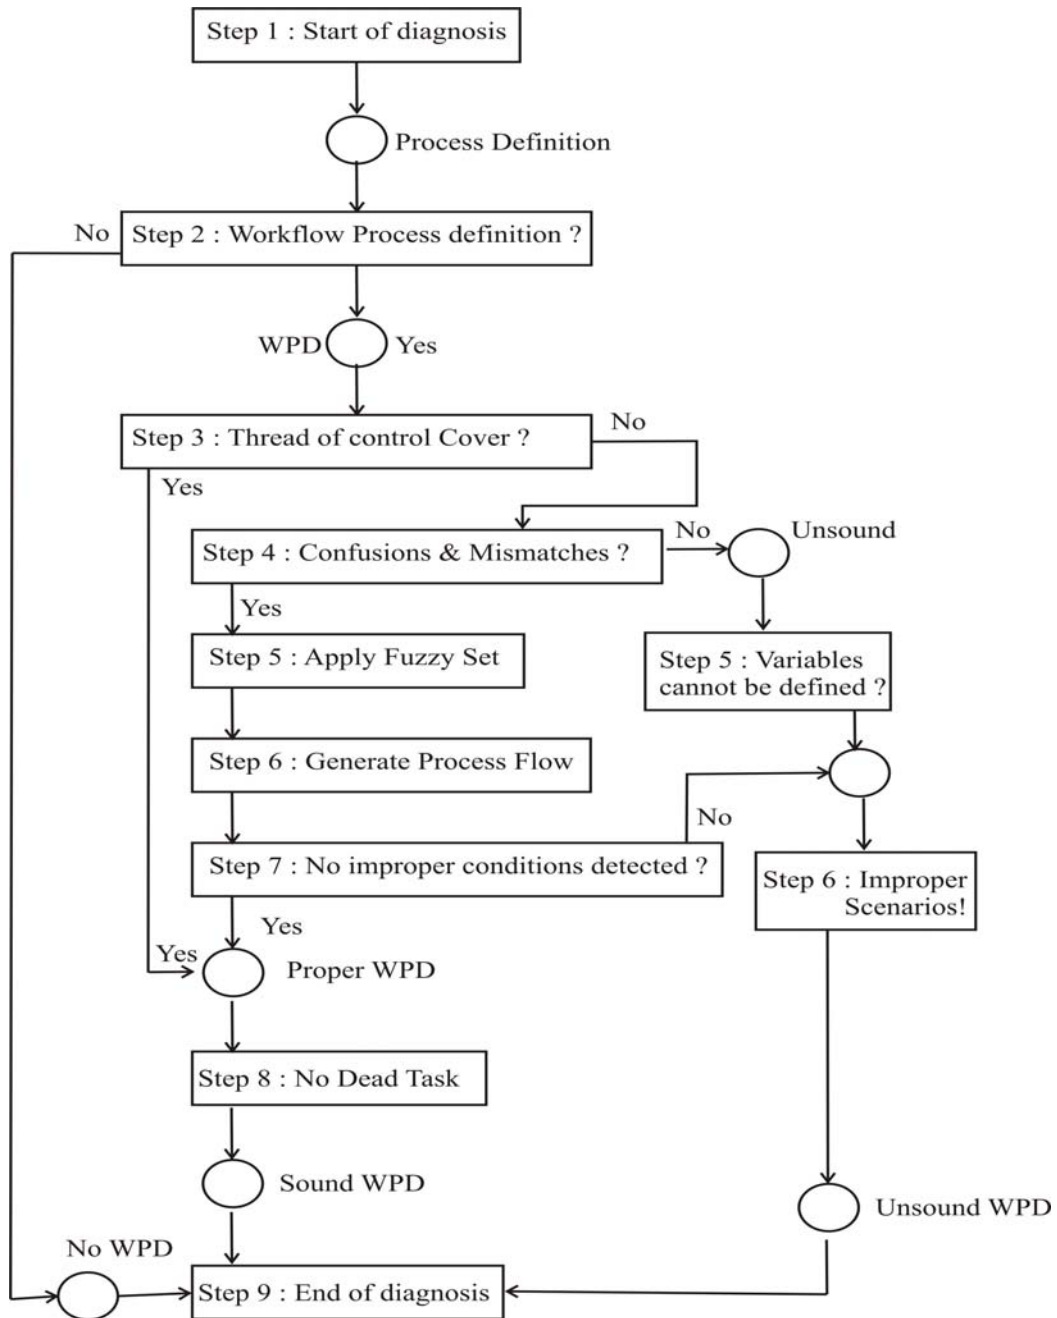 Step 1 : Start of diagnosis
Process Definition
No
Step 2 : Workflow Process definition ?
WPD
Yes
Step 3 : Thread of control Cover ?
No
Yes
Step 4 : Confusions & Mismatches ?
No
Unsound
Yes
Step 5 : Apply Fuzzy Set
Step 5 : Variables
cannot be defined ?
Step 6 : Generate Process Flow
No
Step 7 : No improper conditions detected ?
Step 6 : Improper
Scenarios!
Yes
Yes
Proper WPD
Step 8 : No Dead Task
Sound WPD
Unsound WPD
No WPD
Step 9 : End of diagnosis